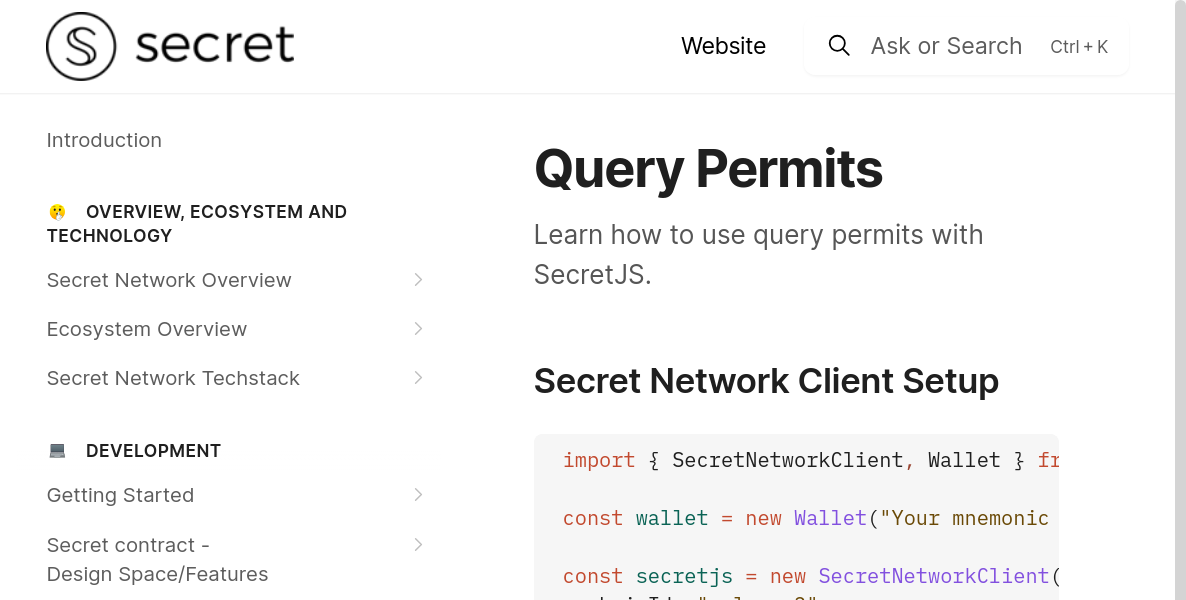 secret
Website
Ask or Search Ctrl + K
Introduction
OVERVIEW, ECOSYSTEM AND
TECHNOLOGY
Secret Network Overview
Ecosystem Overview
Secret Network Techstack
DEVELOPMENT
Getting Started
Secret contract -
Design Space/Features
Query Permits
Learn how to use query permits with
SecretJS.
Secret Network Client Setup
import { SecretNetworkClient, Wallet } fr
const wallet = new Wallet("Your mnemonic
const secretjs = new SecretNetworkClient(